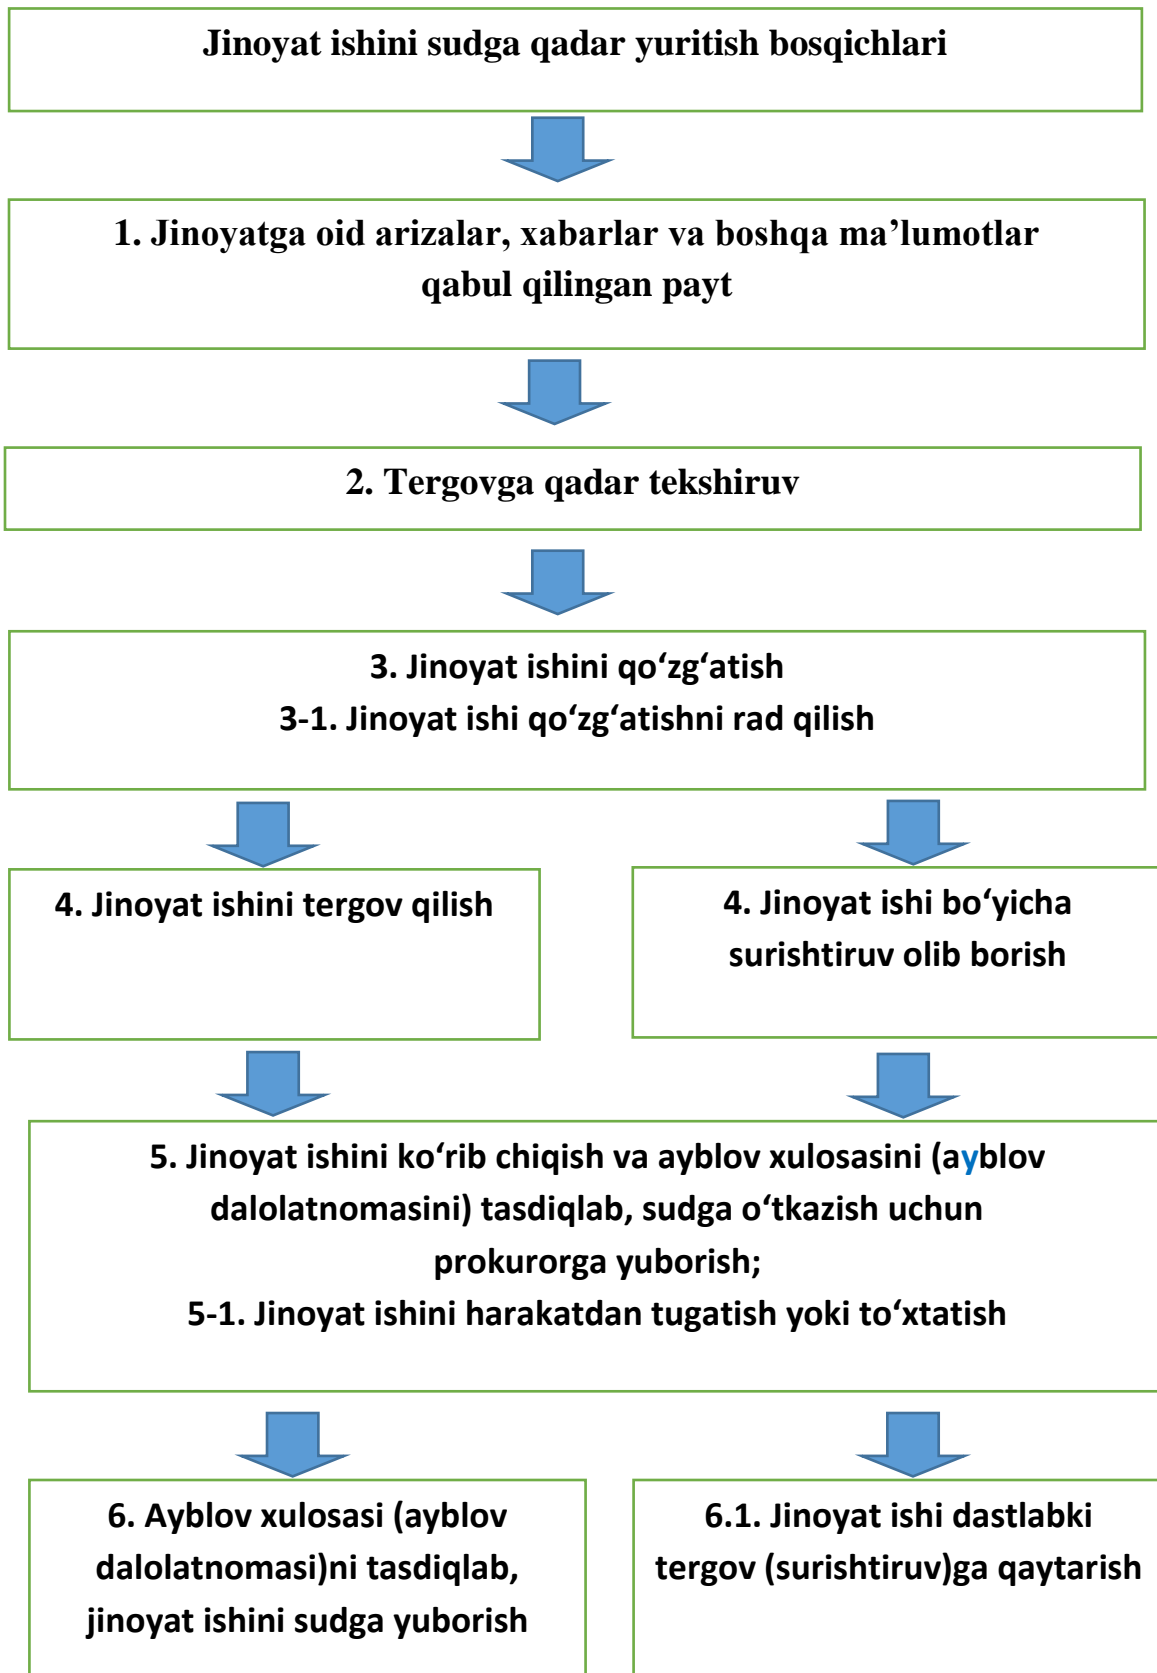 Jinoyat ishini sudga qadar yuritish bosqichlari
1. Jinoyatga oid arizalar, xabarlar va boshqa ma’lumotlar
qabul qilingan payt
2. Tergovga qadar tekshiruv
3. Jinoyat ishini qo‘zg‘atish
3-1. Jinoyat ishi qo‘zg‘atishni rad qilish
4. Jinoyat ishini tergov qilish
4. Jinoyat ishi bo‘yicha
surishtiruv olib borish
5. Jinoyat ishini ko‘rib chiqish va ayblov xulosasini (ayblov
dalolatnomasini) tasdiqlab, sudga o‘tkazish uchun
prokurorga yuborish;
5-1. Jinoyat ishini harakatdan tugatish yoki to‘xtatish
6. Ayblov xulosasi (ayblov
dalolatnomasi)ni tasdiqlab,
jinoyat ishini sudga yuborish
6.1. Jinoyat ishi dastlabki
tergov (surishtiruv)ga qaytarish